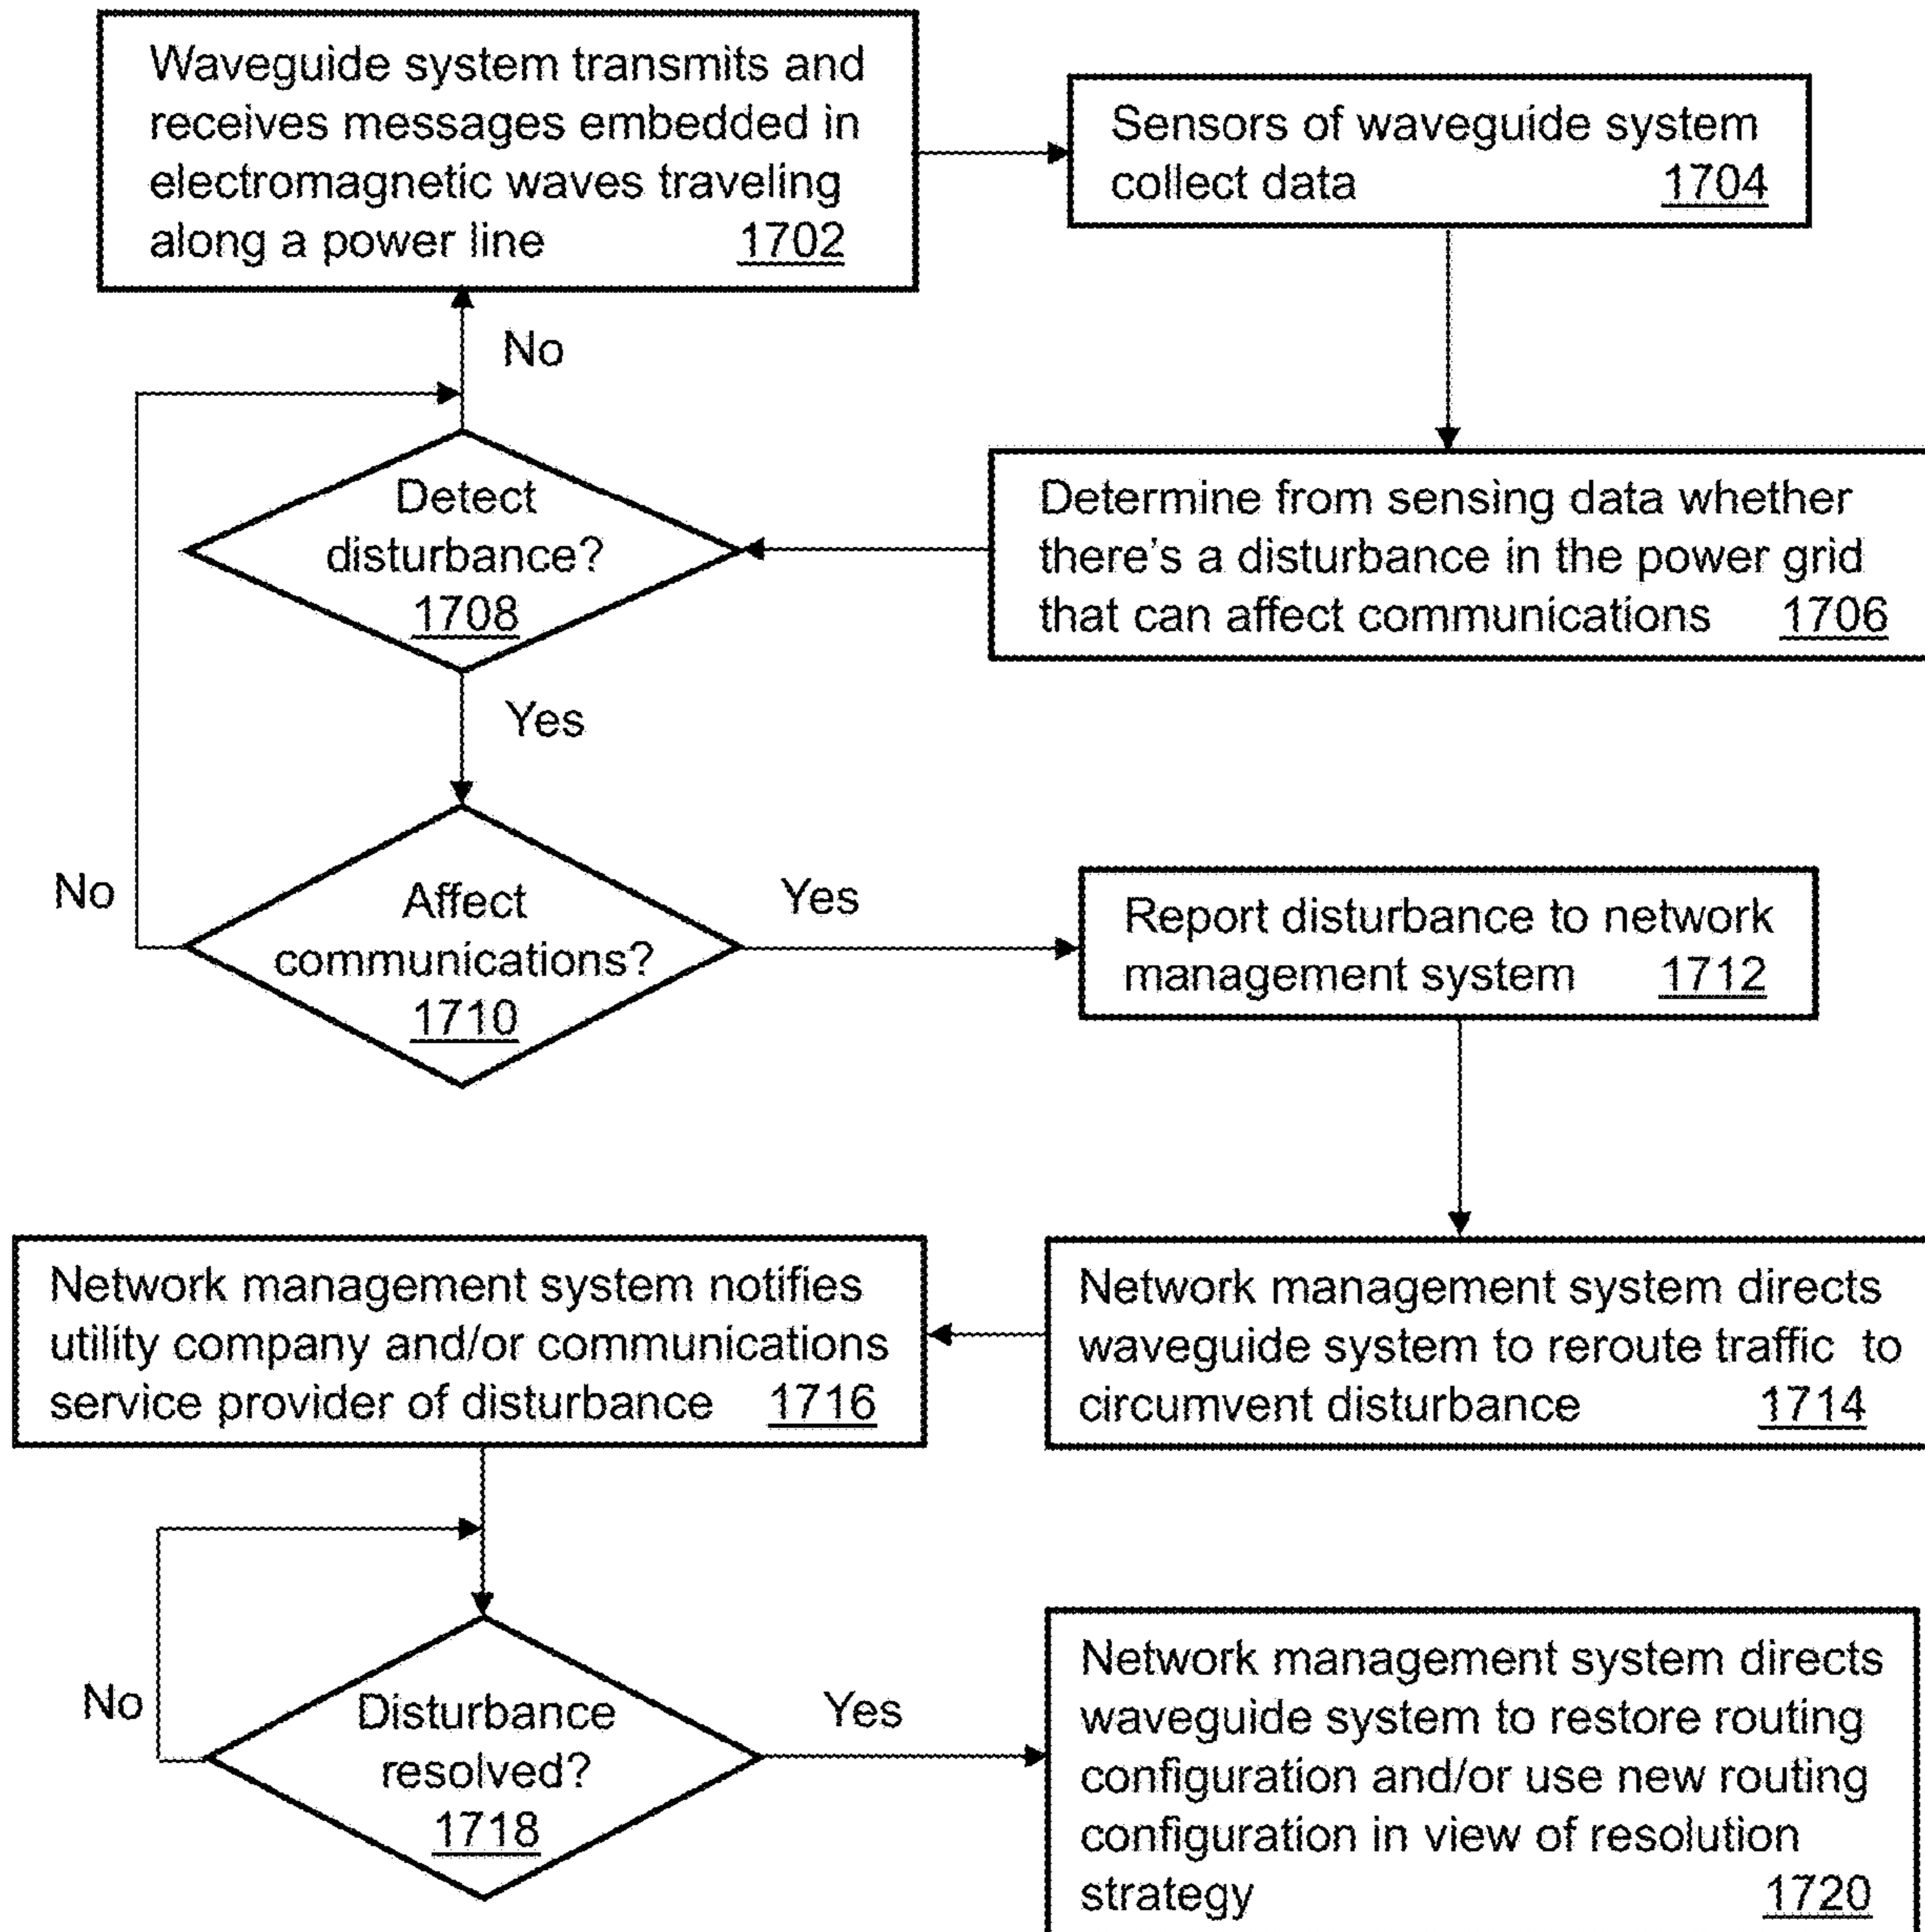 Waveguide system transmits and
receives messages embedded in
electromagnetic waves traveling
along a power line 1702
Sensors of waveguide system
collect data 1704
No
Detect
disturbance?
1708
Determine from sensing data whether
there's a disturbance in the power grid
that can affect communications 1706
Yes
No
Affect
communications?
1710
Yes
Report disturbance to network
management system 1712
Network management system directs
waveguide system to reroute traffic to
circumvent disturbance 1714
Network management system notifies
utility company and/or communications
service provider of disturbance 1716
No
Disturbance
resolved?
1718
Yes
Network management system directs
waveguide system to restore routing
configuration and/or use new routing
configuration in view of resolution
strategy 1720